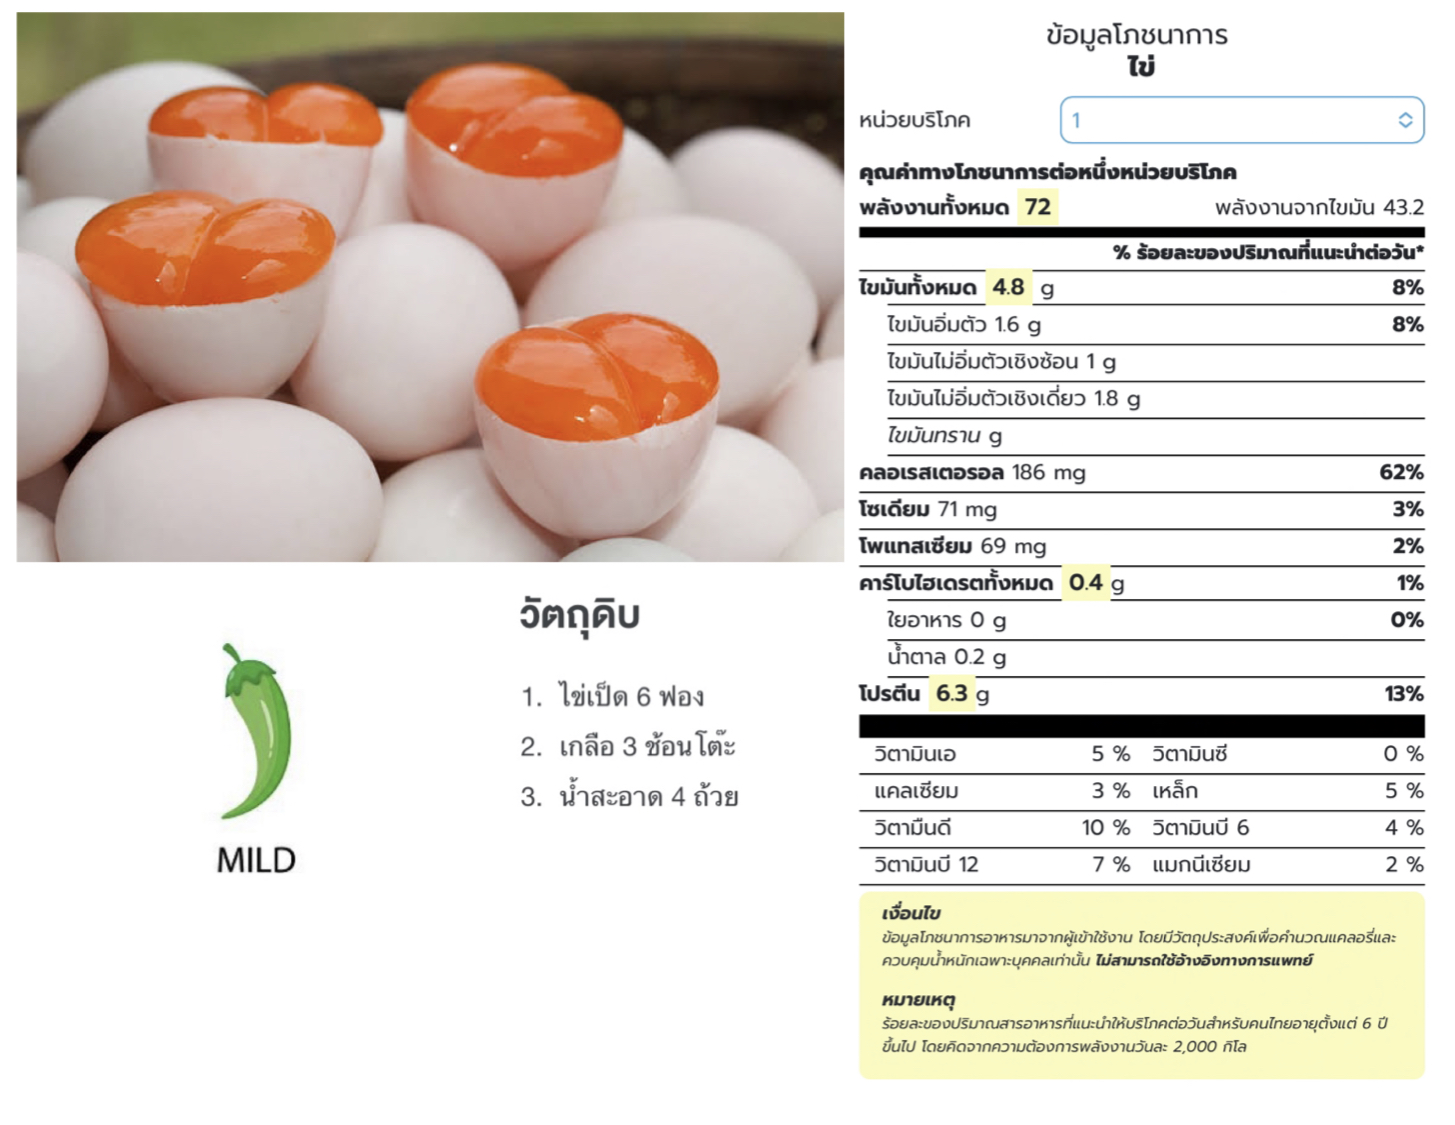 ข้อมูลโภชนาการ
ไข่
หน่วยบริโภค 1
คุณค่าทางโภชนาการต่อหนึ่งหน่วยบริโภค
พลังงานทั้งหมด 72 พลังงานจากไขมัน 43.2
% ร้อยละของปริมาณที่แนะนำต่อวัน*
ไขมันทั้งหมด 4.8 g 8%
ไขมันอิ่มตัว 1.6 g 8%
ไขมันไม่อิ่มตัวเชิงซ้อน 1 g
ไขมันไม่อิ่มตัวเชิงเดี่ยว 1.8 g
ไขมันทราน g
คลอเรสเตอรอล 186 mg 62%
โซเดียม 71 mg 3%
โพแทสเซียม 69 mg 2%
คาร์โบไฮเดรตทั้งหมด 0.4 g 1%
ใยอาหาร 0 g 0%
น้ำตาล 0.2 g
โปรตีน 6.3 g 13%
วิตามินเอ 5 % วิตามินซี 0 %
แคลเซียม 3 % เหล็ก 5 %
วิตามืนดี 10 % วิตามินบี 6 4 %
วิตามินบี 12 7 % แมกนีเซียม 2 %
เงื่อนไข
ข้อมูลโภชนาการอาหารมาจากผู้เข้าใช้งาน โดยมีวัตถุประสงค์เพื่อคำนวณแคลอรี่และ
ควบคุมน้ำหนักเฉพาะบุคคลเท่านั้น ไม่สามารถใช้อ้างอิงทางการแพทย์
หมายเหตุ
ร้อยละของปริมาณสารอาหารที่แนะนำให้บริโภคต่อวันสำหรับคนไทยอายุตั้งแต่ 6 ปี
ขึ้นไป โดยคิดจากความต้องการพลังงานวันละ 2,000 กิโล
วัตถุดิบ
1. ไข่เป็ด 6 ฟอง
2. เกลือ 3 ช้อนโต๊ะ
3. น้ำสะอาด 4 ถ้วย
MILD